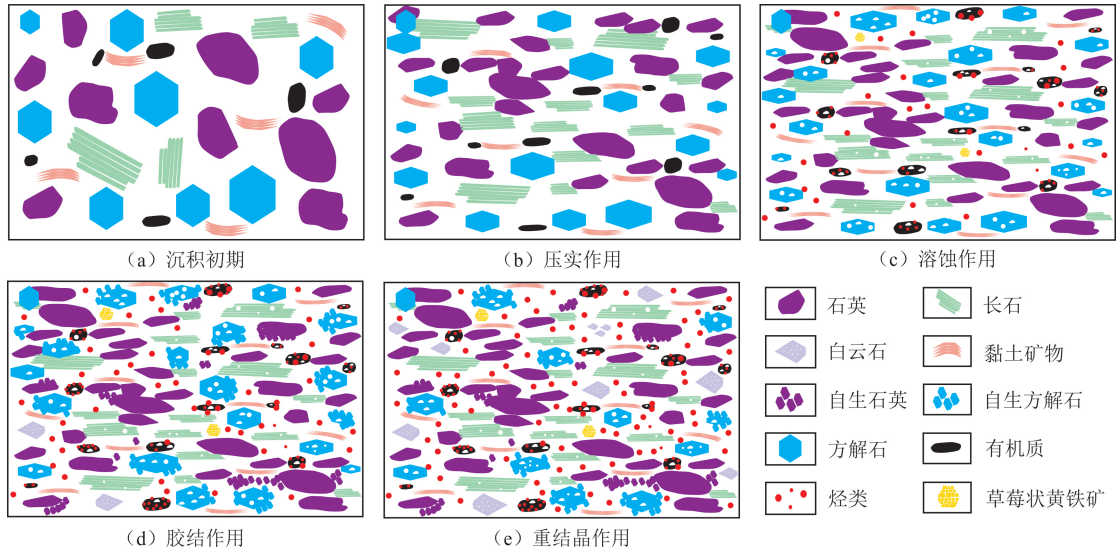 (a) 沉积初期
(b) 压实作用
(c) 溶蚀作用
(d) 胶结作用
(e) 重结晶作用
石英
长石
白云石
黏土矿物
自生石英
自生方解石
方解石
有机质
烃类
草莓状黄铁矿